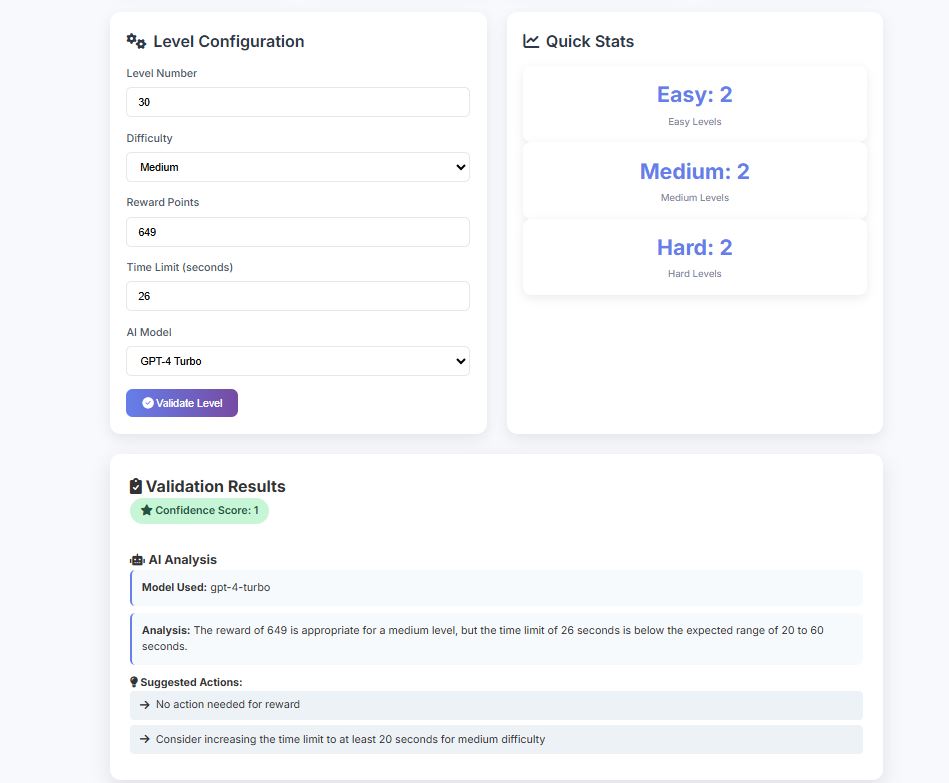 Level Configuration
Level Number
30
Difficulty
Medium
Reward Points
649
Time Limit (seconds)
26
AI Model
GPT-4 Turbo
Validate Level
Quick Stats
Easy: 2
Easy Levels
Medium: 2
Medium Levels
Hard: 2
Hard Levels
Validation Results
Confidence Score: 1
AI Analysis
Model Used: gpt-4-turbo
Analysis: The reward of 649 is appropriate for a medium level, but the time limit of 26 seconds is below the expected range of 20 to 60
seconds.
Suggested Actions:
No action needed for reward
Consider increasing the time limit to at least 20 seconds for medium difficulty